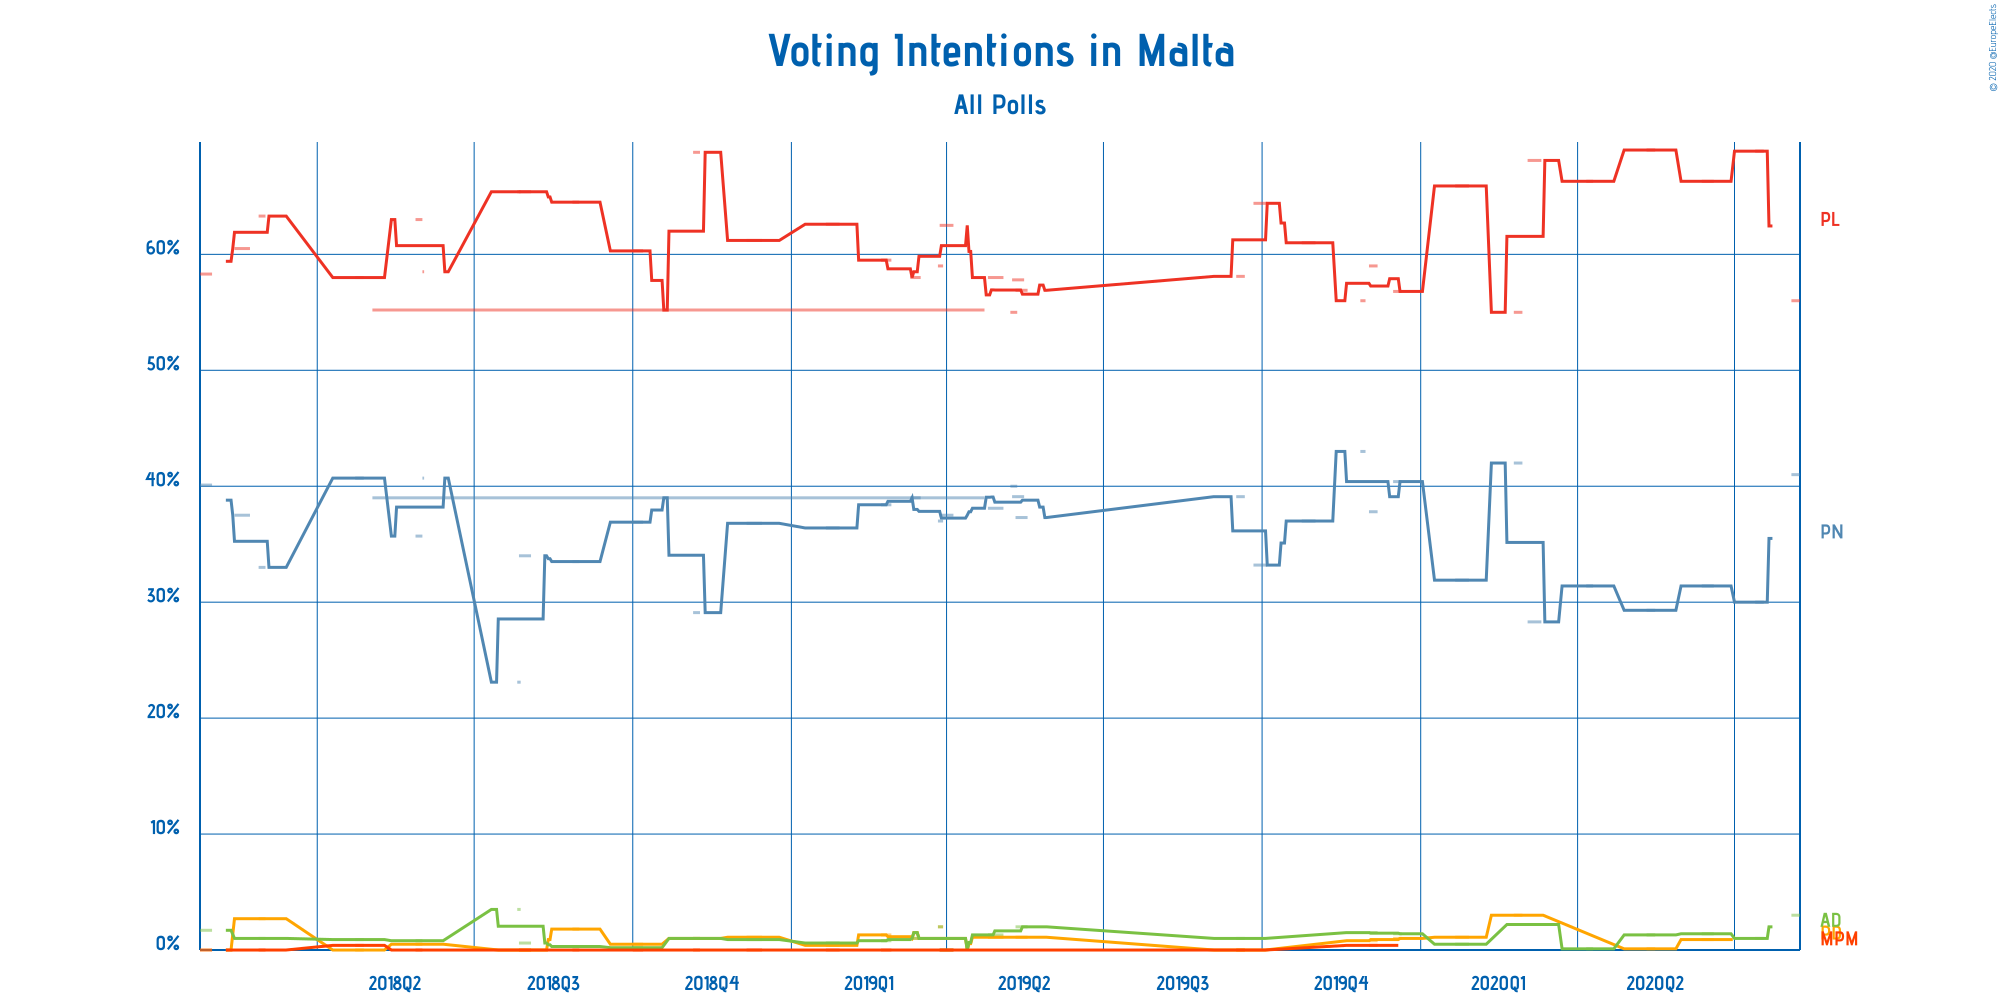 © 2020 @EuropeElects
Voting Intentions in Malta
All Polls
PL
60%
50%
40%
PN
30%
20%
10%
AD
0%
MPM
2018Q2 2018Q3 2018Q4 2019Q1 2019Q2 2019Q3 2019Q4 2020Q1 2020Q2